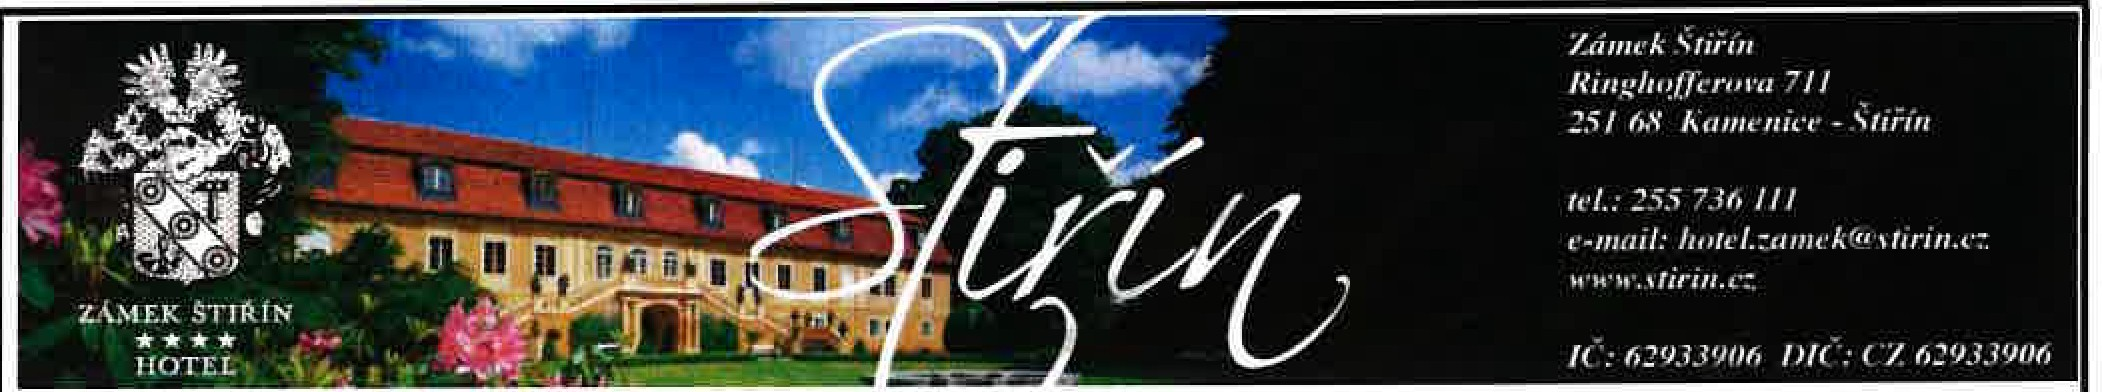 ZÁMEK ŠTIŘÍN
★★★★
HOTEL
Štiřín
Zámek Štiřín
Ringhofferova 711
251 68 Kamenice - Štiřín
tel.: 255 736 111
e-mail: hotel.zamek@stirin.cz
www.stirin.cz
IČ: 62933906 DIČ: CZ 62933906